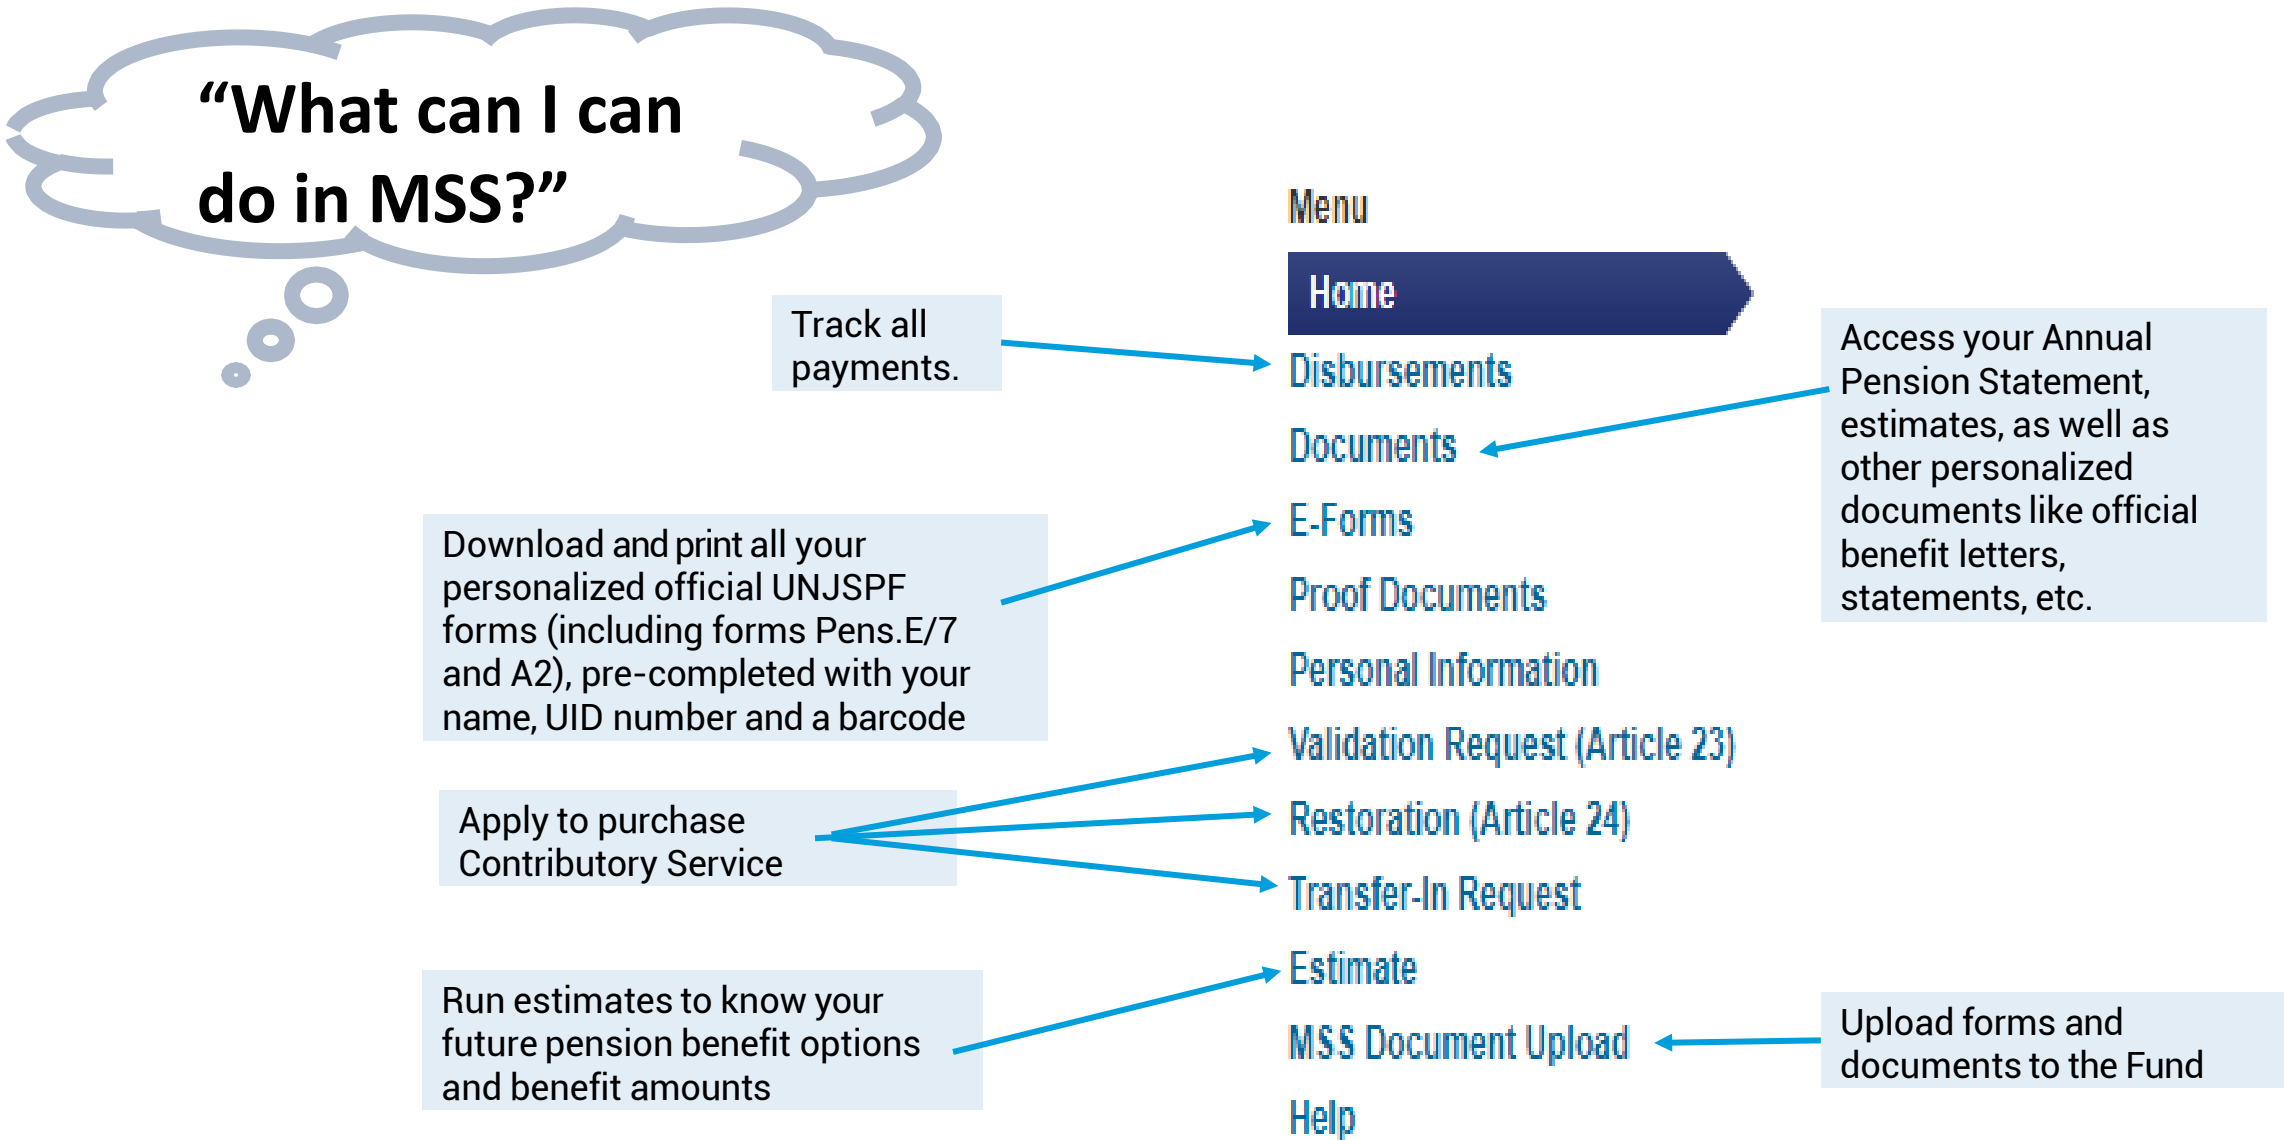 “What can I can
do in MSS?”
Menu
Home
Track all
payments.
Disbursements
Documents
E-Forms
Proof Documents
Personal Information
Validation Request (Article 23)
Restoration (Article 24)
Transfer-In Request
Estimate
MSS Document Upload
Help
Access your Annual
Pension Statement,
estimates, as well as
other personalized
documents like official
benefit letters,
statements, etc.
Download and print all your
personalized official UNJSPF
forms (including forms Pens.E/7
and A2), pre-completed with your
name, UID number and a barcode
Apply to purchase
Contributory Service
Run estimates to know your
future pension benefit options
and benefit amounts
Upload forms and
documents to the Fund